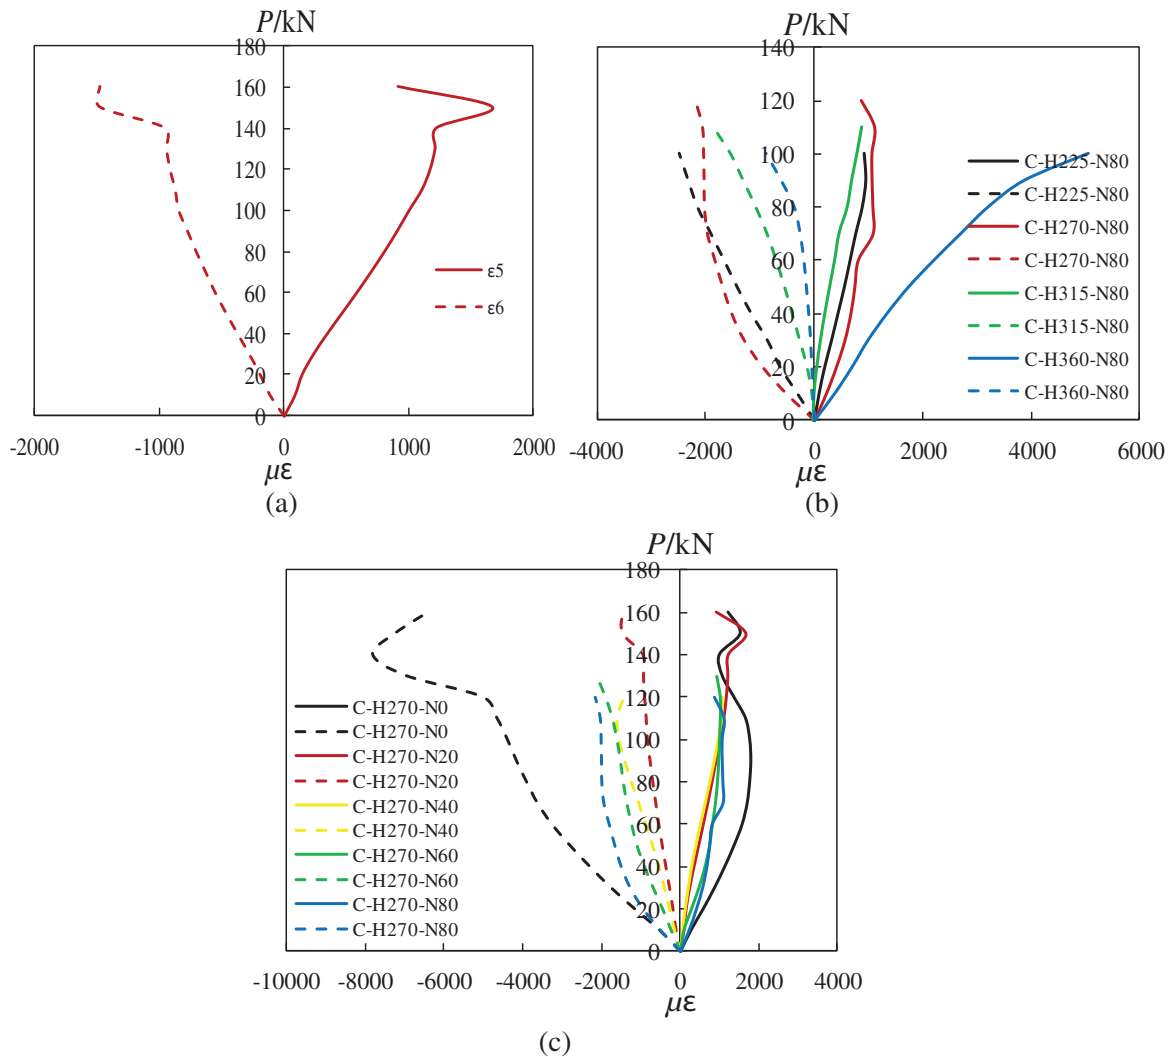 P/kN
180
160
140
120
100
80
60
40
20
0
ε5
ε6
-2000
-1000
0
1000
2000
με
(a)
P/kN
140
120
100
80
60
40
20
0
C-H225-N80
C-H225-N80
C-H270-N80
C-H270-N80
C-H315-N80
C-H315-N80
C-H360-N80
C-H360-N80
-4000
-2000
0
2000
4000
6000
με
(b)
P/kN
180
160
140
120
100
80
60
40
20
0
C-H270-N0
C-H270-N0
C-H270-N20
C-H270-N20
C-H270-N40
C-H270-N40
C-H270-N60
C-H270-N60
C-H270-N80
C-H270-N80
-10000
-8000
-6000
-4000
-2000
0
2000
4000
με
(c)